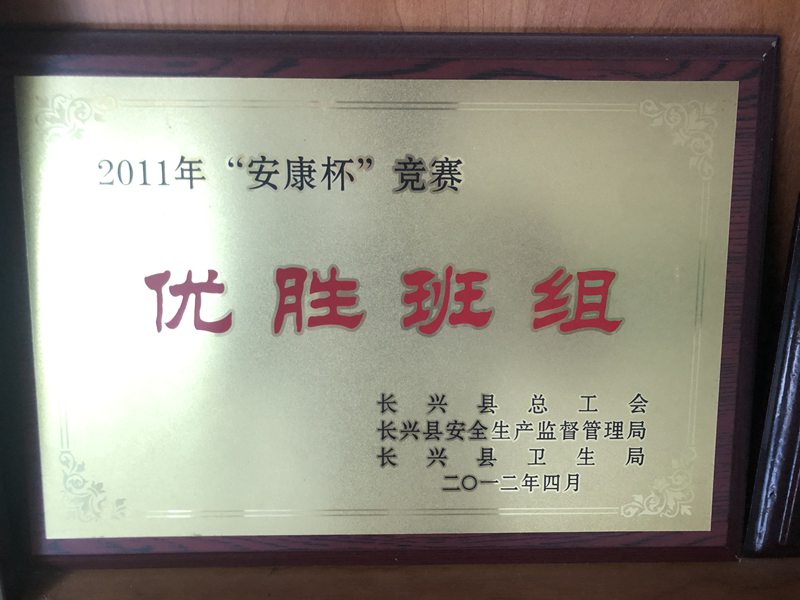 2011年“安康杯”竞赛
优胜班组
长兴县总工会
长兴县安全生产监督管理局
长兴县卫生局
二〇一二年四月